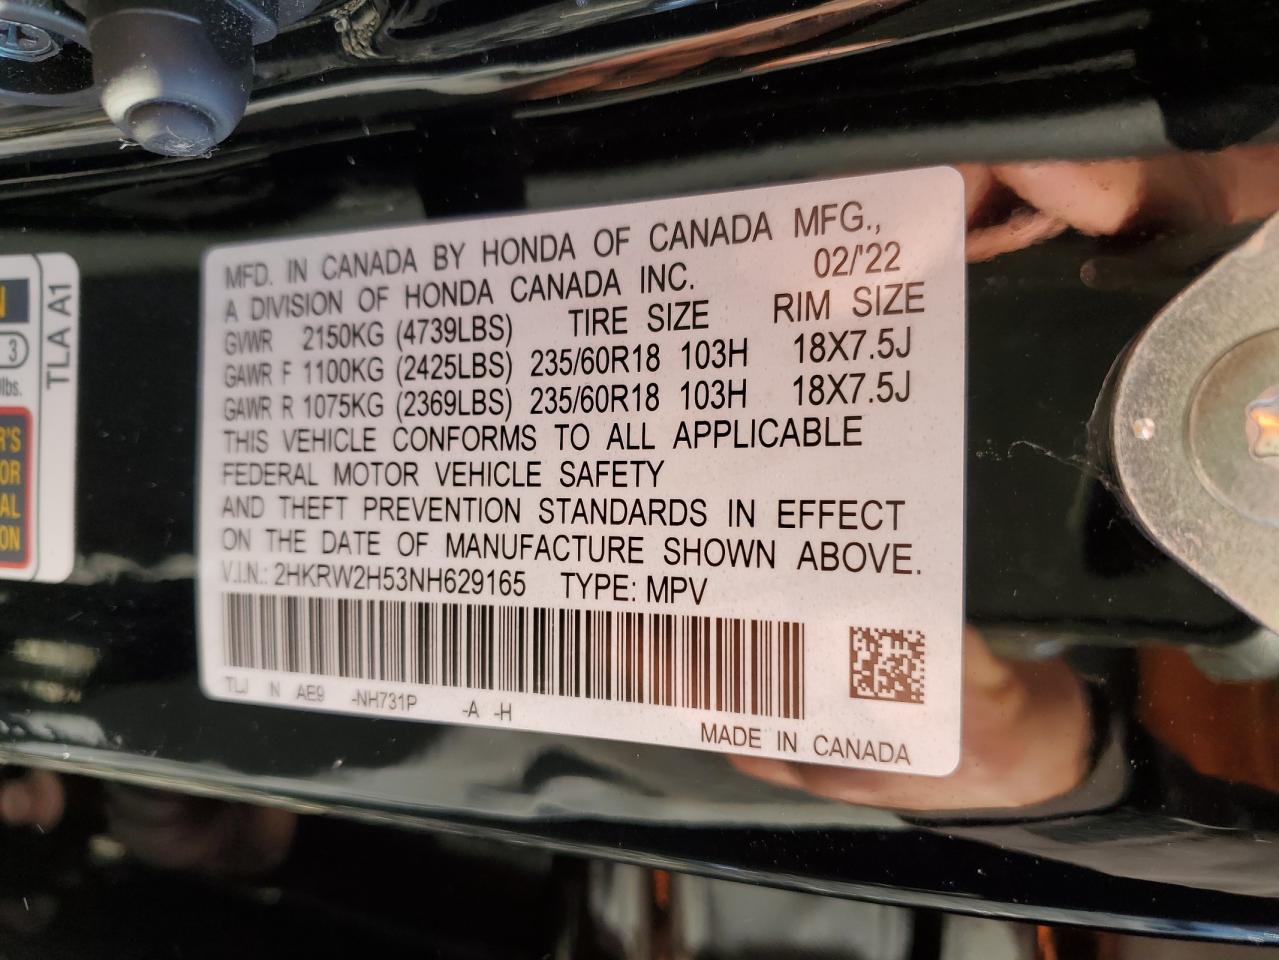 MFD. IN CANADA BY HONDA OF CANADA MFG.,
A DIVISION OF HONDA CANADA INC. 02/'22
GVWR 2150KG (4739LBS) TIRE SIZE RIM SIZE
GAWR F 1100KG (2425LBS) 235/60R18 103H 18X7.5J
GAWR R 1075KG (2369LBS) 235/60R18 103H 18X7.5J
THIS VEHICLE CONFORMS TO ALL APPLICABLE
FEDERAL MOTOR VEHICLE SAFETY
AND THEFT PREVENTION STANDARDS IN EFFECT
ON THE DATE OF MANUFACTURE SHOWN ABOVE.
V.I.N.: 2HKRW2H53NH629165 TYPE: MPV
TLJ N AE9 -NH731P -A -H
MADE IN CANADA
TLA A1
3
lbs.